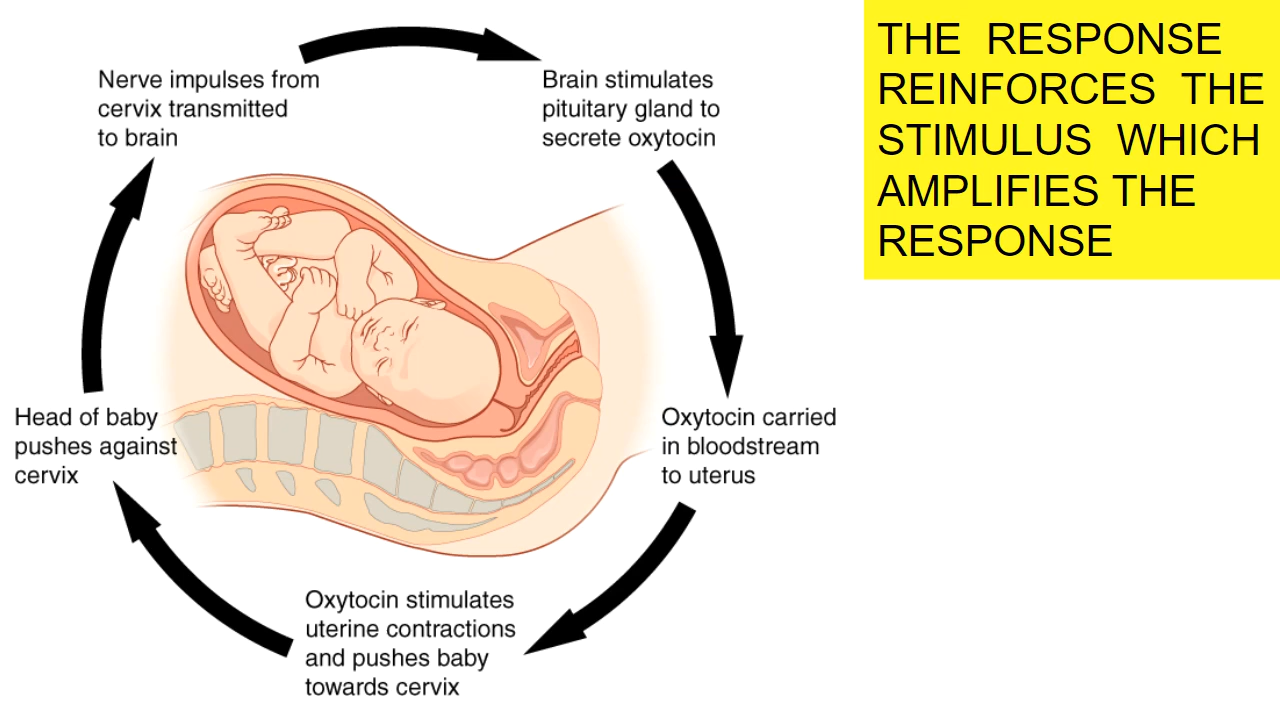 Nerve impulses from
cervix transmitted
to brain
Brain stimulates
pituitary gland to
secrete oxytocin
THE RESPONSE
REINFORCES THE
STIMULUS WHICH
AMPLIFIES THE
RESPONSE
Head of baby
pushes against
cervix
Oxytocin carried
in bloodstream
to uterus
Oxytocin stimulates
uterine contractions
and pushes baby
towards cervix